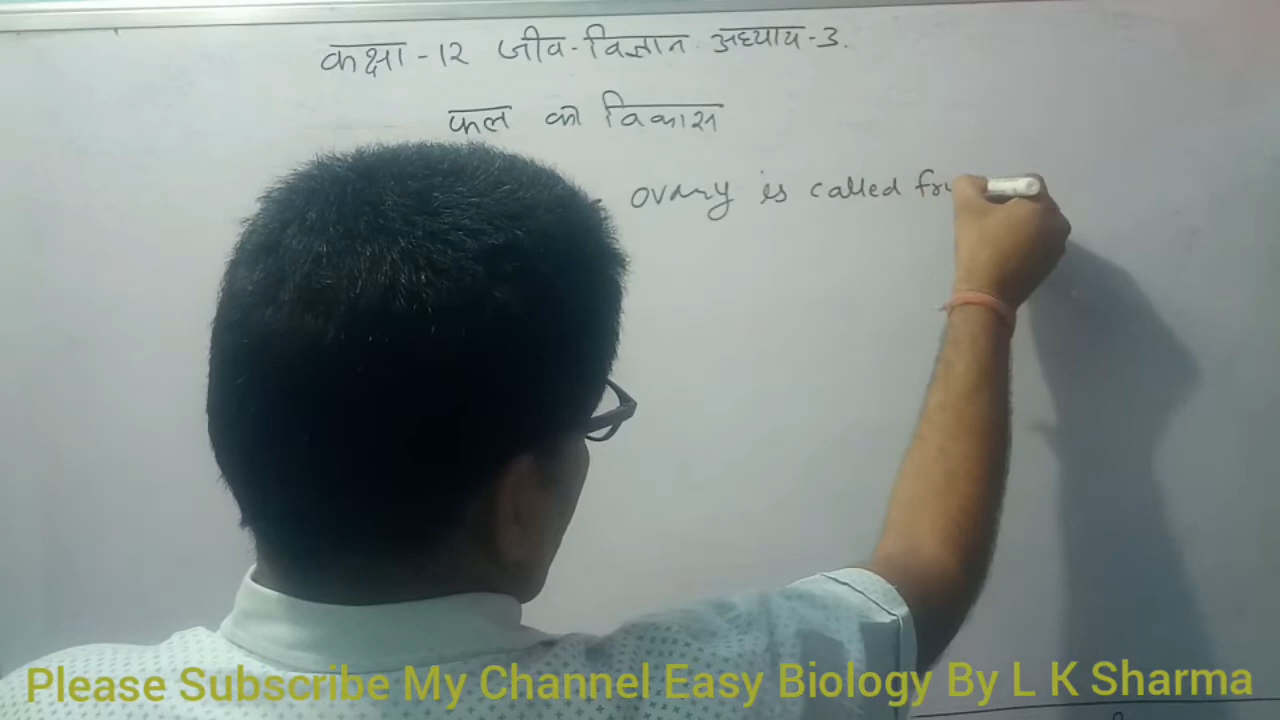 कक्षा - 12 जीव-विज्ञान अध्याय-3.
फल को विकास
ovary is called
Please Subscribe My Channel Easy Biology By L K Sharma